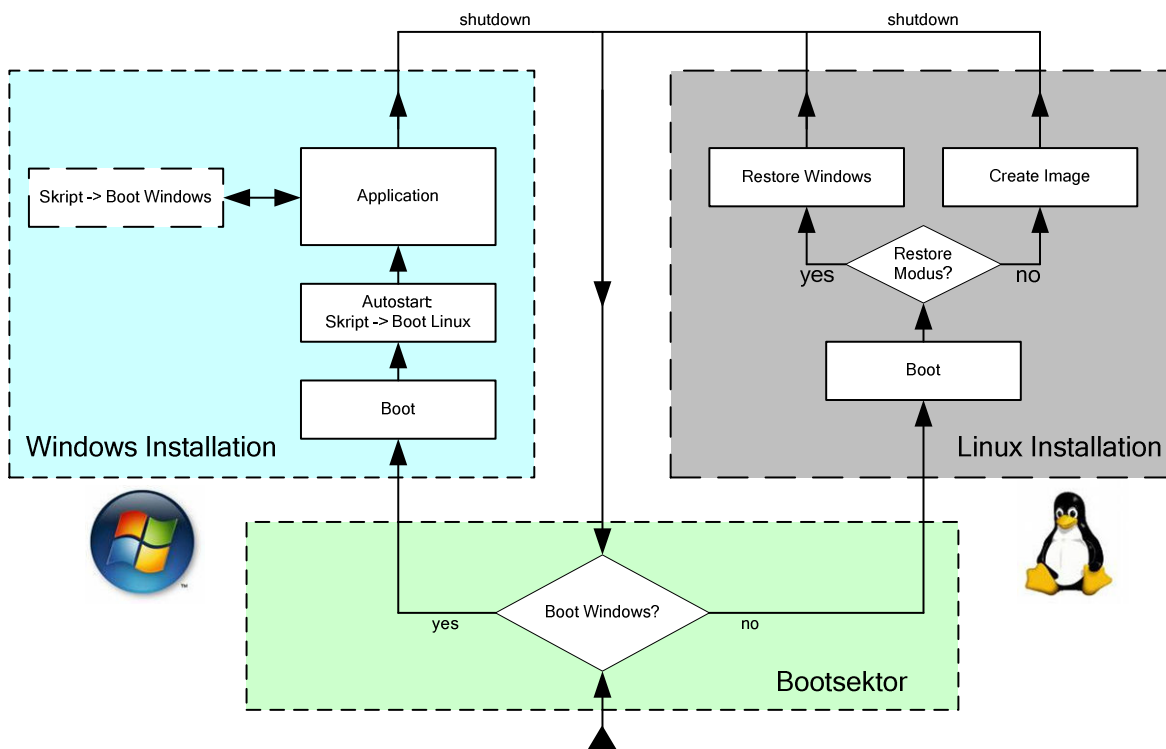 shutdown
shutdown
Skript -> Boot Windows
Application
Restore Windows
Create Image
Restore
Modus?
yes
no
Autostart:
Skript -> Boot Linux
Boot
Boot
Windows Installation
Linux Installation
TM
Boot Windows?
yes
no
Bootsektor